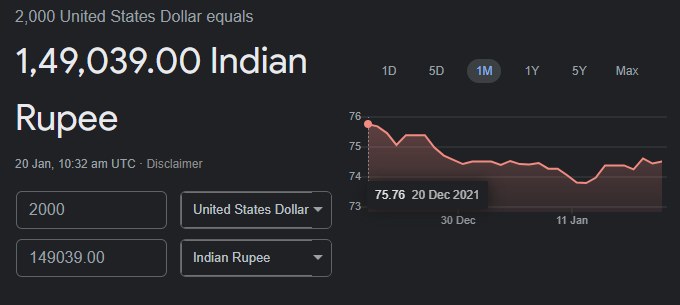 2,000 United States Dollar equals
1,49,039.00 Indian
Rupee
20 Jan, 10:32 am UTC · Disclaimer
2000
United States Dollar
149039.00
Indian Rupee
1D 5D 1M 1Y 5Y Max
76
75
74
73
75.76 20 Dec 2021
30 Dec 11 Jan